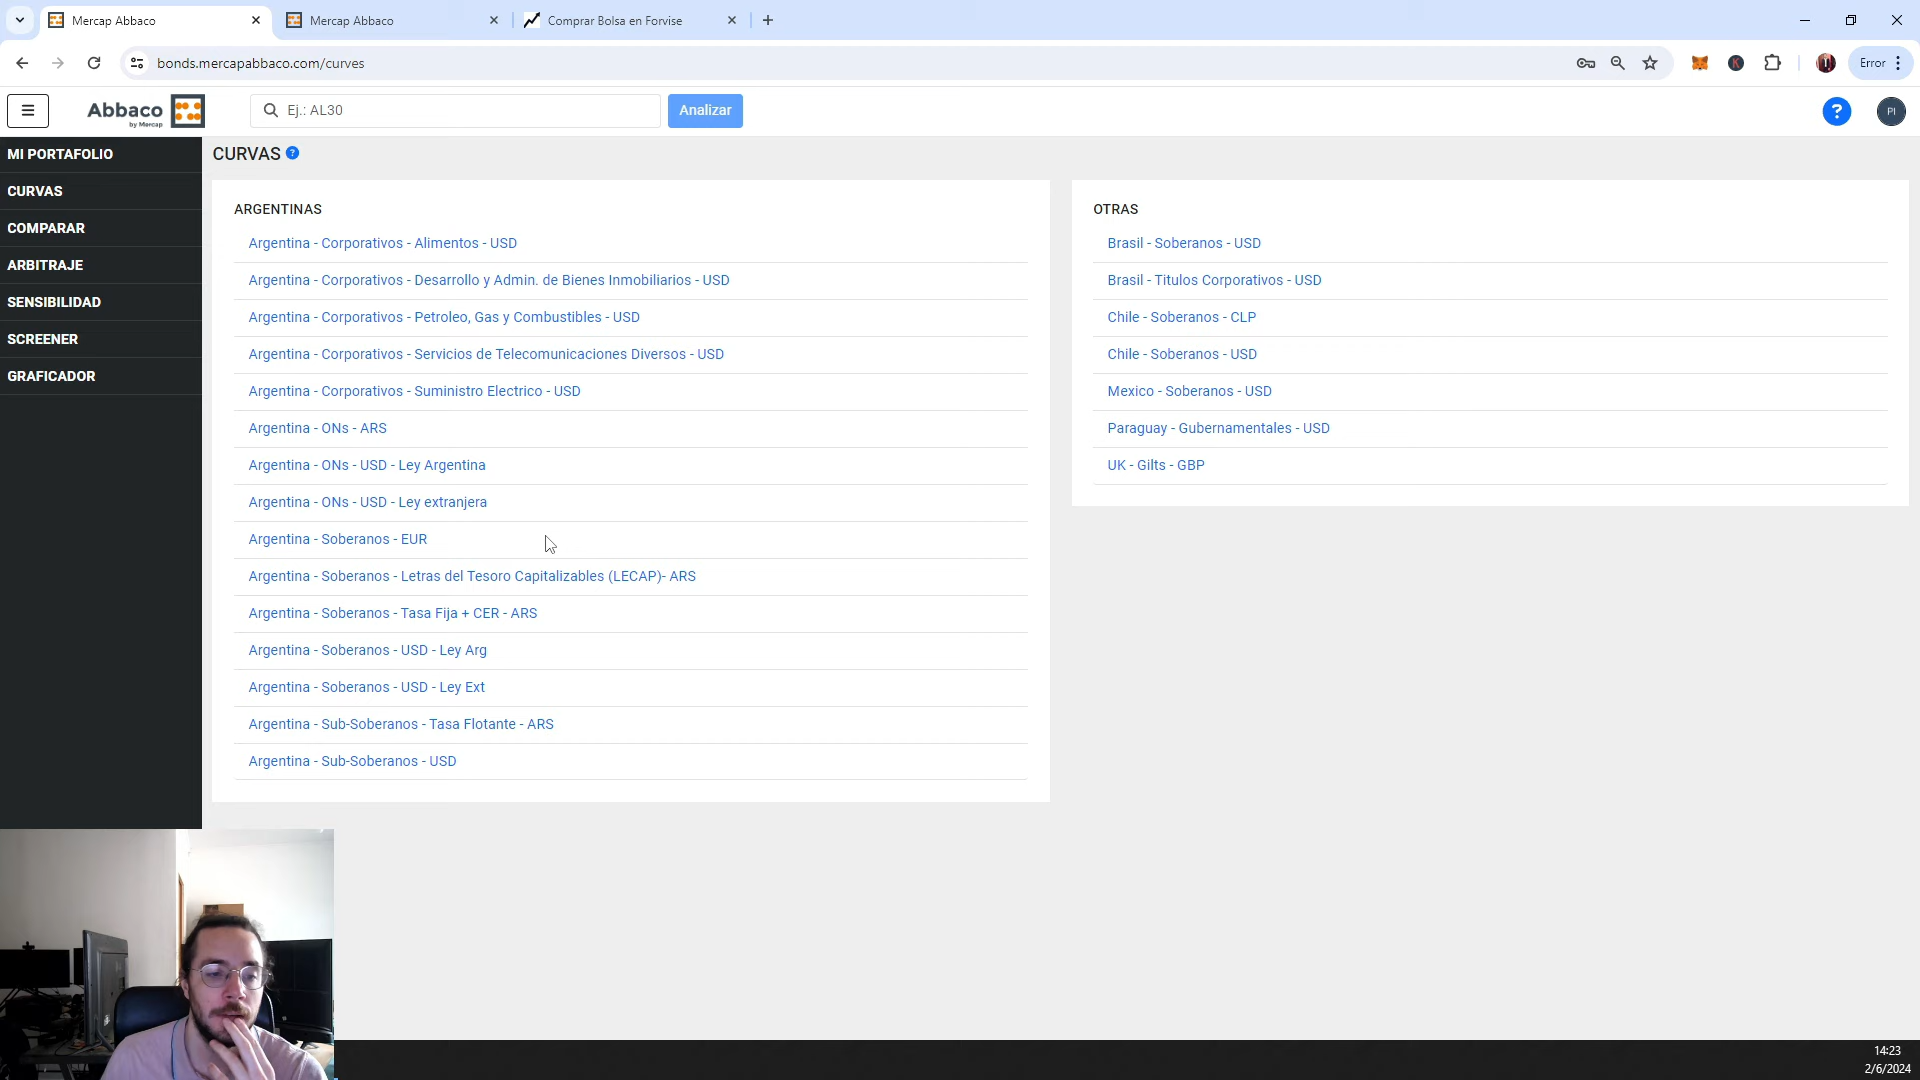 Mercap Abbaco
Mercap Abbaco
Comprar Bolsa en Forvise
bonds.mercapabbaco.com/curves
Error
Abbaco
by Mercap
Ej.: AL30
Analizar
?
PI
MI PORTAFOLIO
CURVAS
COMPARAR
ARBITRAJE
SENSIBILIDAD
SCREENER
GRAFICADOR
CURVAS ?
ARGENTINAS
Argentina - Corporativos - Alimentos - USD
Argentina - Corporativos - Desarrollo y Admin. de Bienes Inmobiliarios - USD
Argentina - Corporativos - Petroleo, Gas y Combustibles - USD
Argentina - Corporativos - Servicios de Telecomunicaciones Diversos - USD
Argentina - Corporativos - Suministro Electrico - USD
Argentina - ONs - ARS
Argentina - ONs - USD - Ley Argentina
Argentina - ONs - USD - Ley extranjera
Argentina - Soberanos - EUR
Argentina - Soberanos - Letras del Tesoro Capitalizables (LECAP)- ARS
Argentina - Soberanos - Tasa Fija + CER - ARS
Argentina - Soberanos - USD - Ley Arg
Argentina - Soberanos - USD - Ley Ext
Argentina - Sub-Soberanos - Tasa Flotante - ARS
Argentina - Sub-Soberanos - USD
OTRAS
Brasil - Soberanos - USD
Brasil - Titulos Corporativos - USD
Chile - Soberanos - CLP
Chile - Soberanos - USD
Mexico - Soberanos - USD
Paraguay - Gubernamentales - USD
UK - Gilts - GBP
14:23
2/6/2024